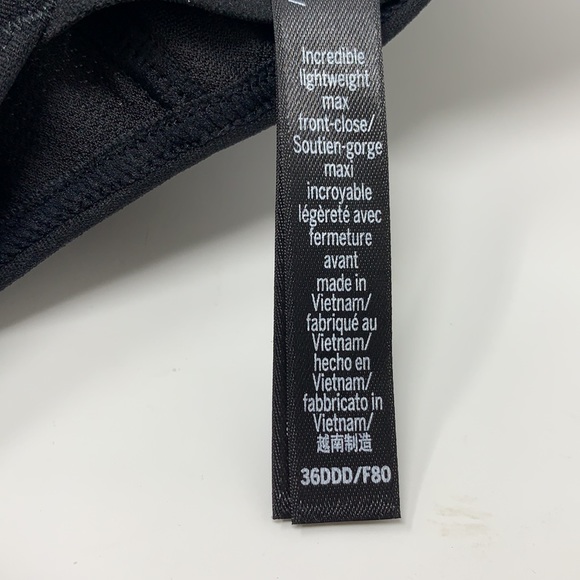 Incredible
lightweight
max
front-close/
Soutien-gorge
maxi
incroyable
légèreté avec
fermeture
avant
made in
Vietnam/
fabriqué au
Vietnam/
hecho en
Vietnam/
fabbricato in
Vietnam/
越南制造
36DDD/F80